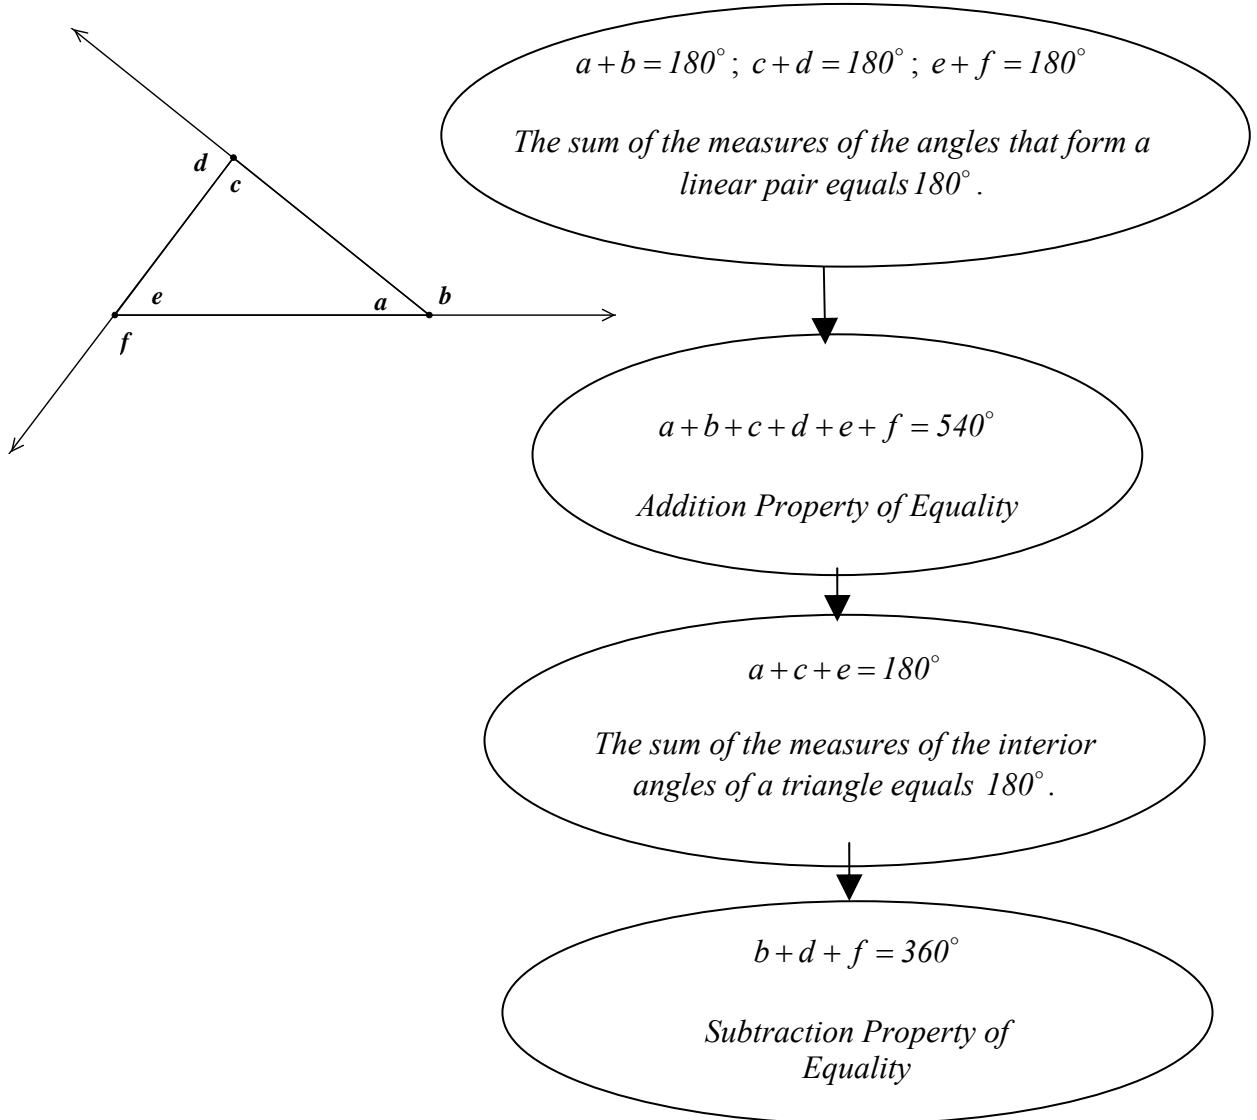 a + b = 180°; c + d = 180°; e + f = 180°
The sum of the measures of the angles that form a
linear pair equals 180°.
d
c
e
a
b
f
a + b + c + d + e + f = 540°
Addition Property of Equality
a + c + e = 180°
The sum of the measures of the interior
angles of a triangle equals 180°.
b + d + f = 360°
Subtraction Property of
Equality